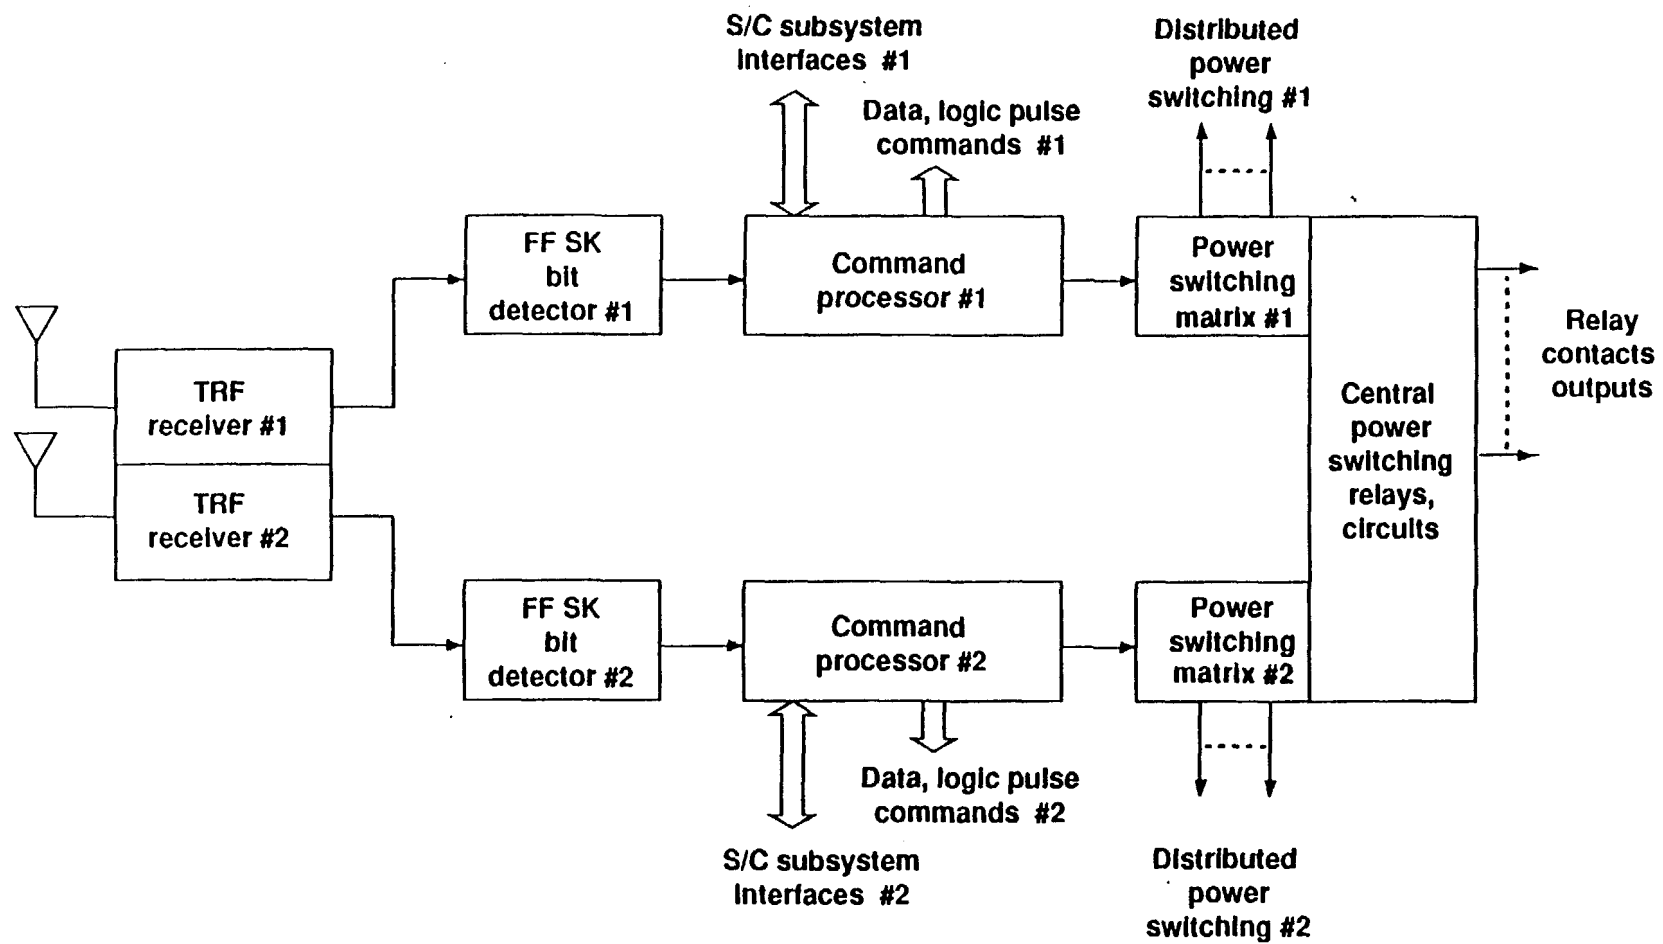 S/C subsystem
Interfaces #1
Distributed
power
switching #1
Data, logic pulse
commands #1
FF SK
bit
detector #1
Command
processor #1
Power
switching
matrix #1
Relay
contacts
outputs
TRF
receiver #1
Central
power
switching
relays,
circuits
TRF
receiver #2
FF SK
bit
detector #2
Command
processor #2
Power
switching
matrix #2
Data, logic pulse
commands #2
S/C subsystem
Interfaces #2
Distributed
power
switching #2